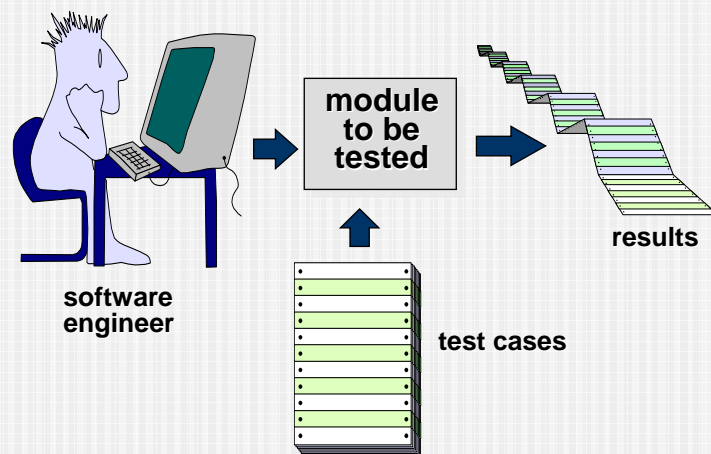 module
to be
tested
results
software
engineer
test cases